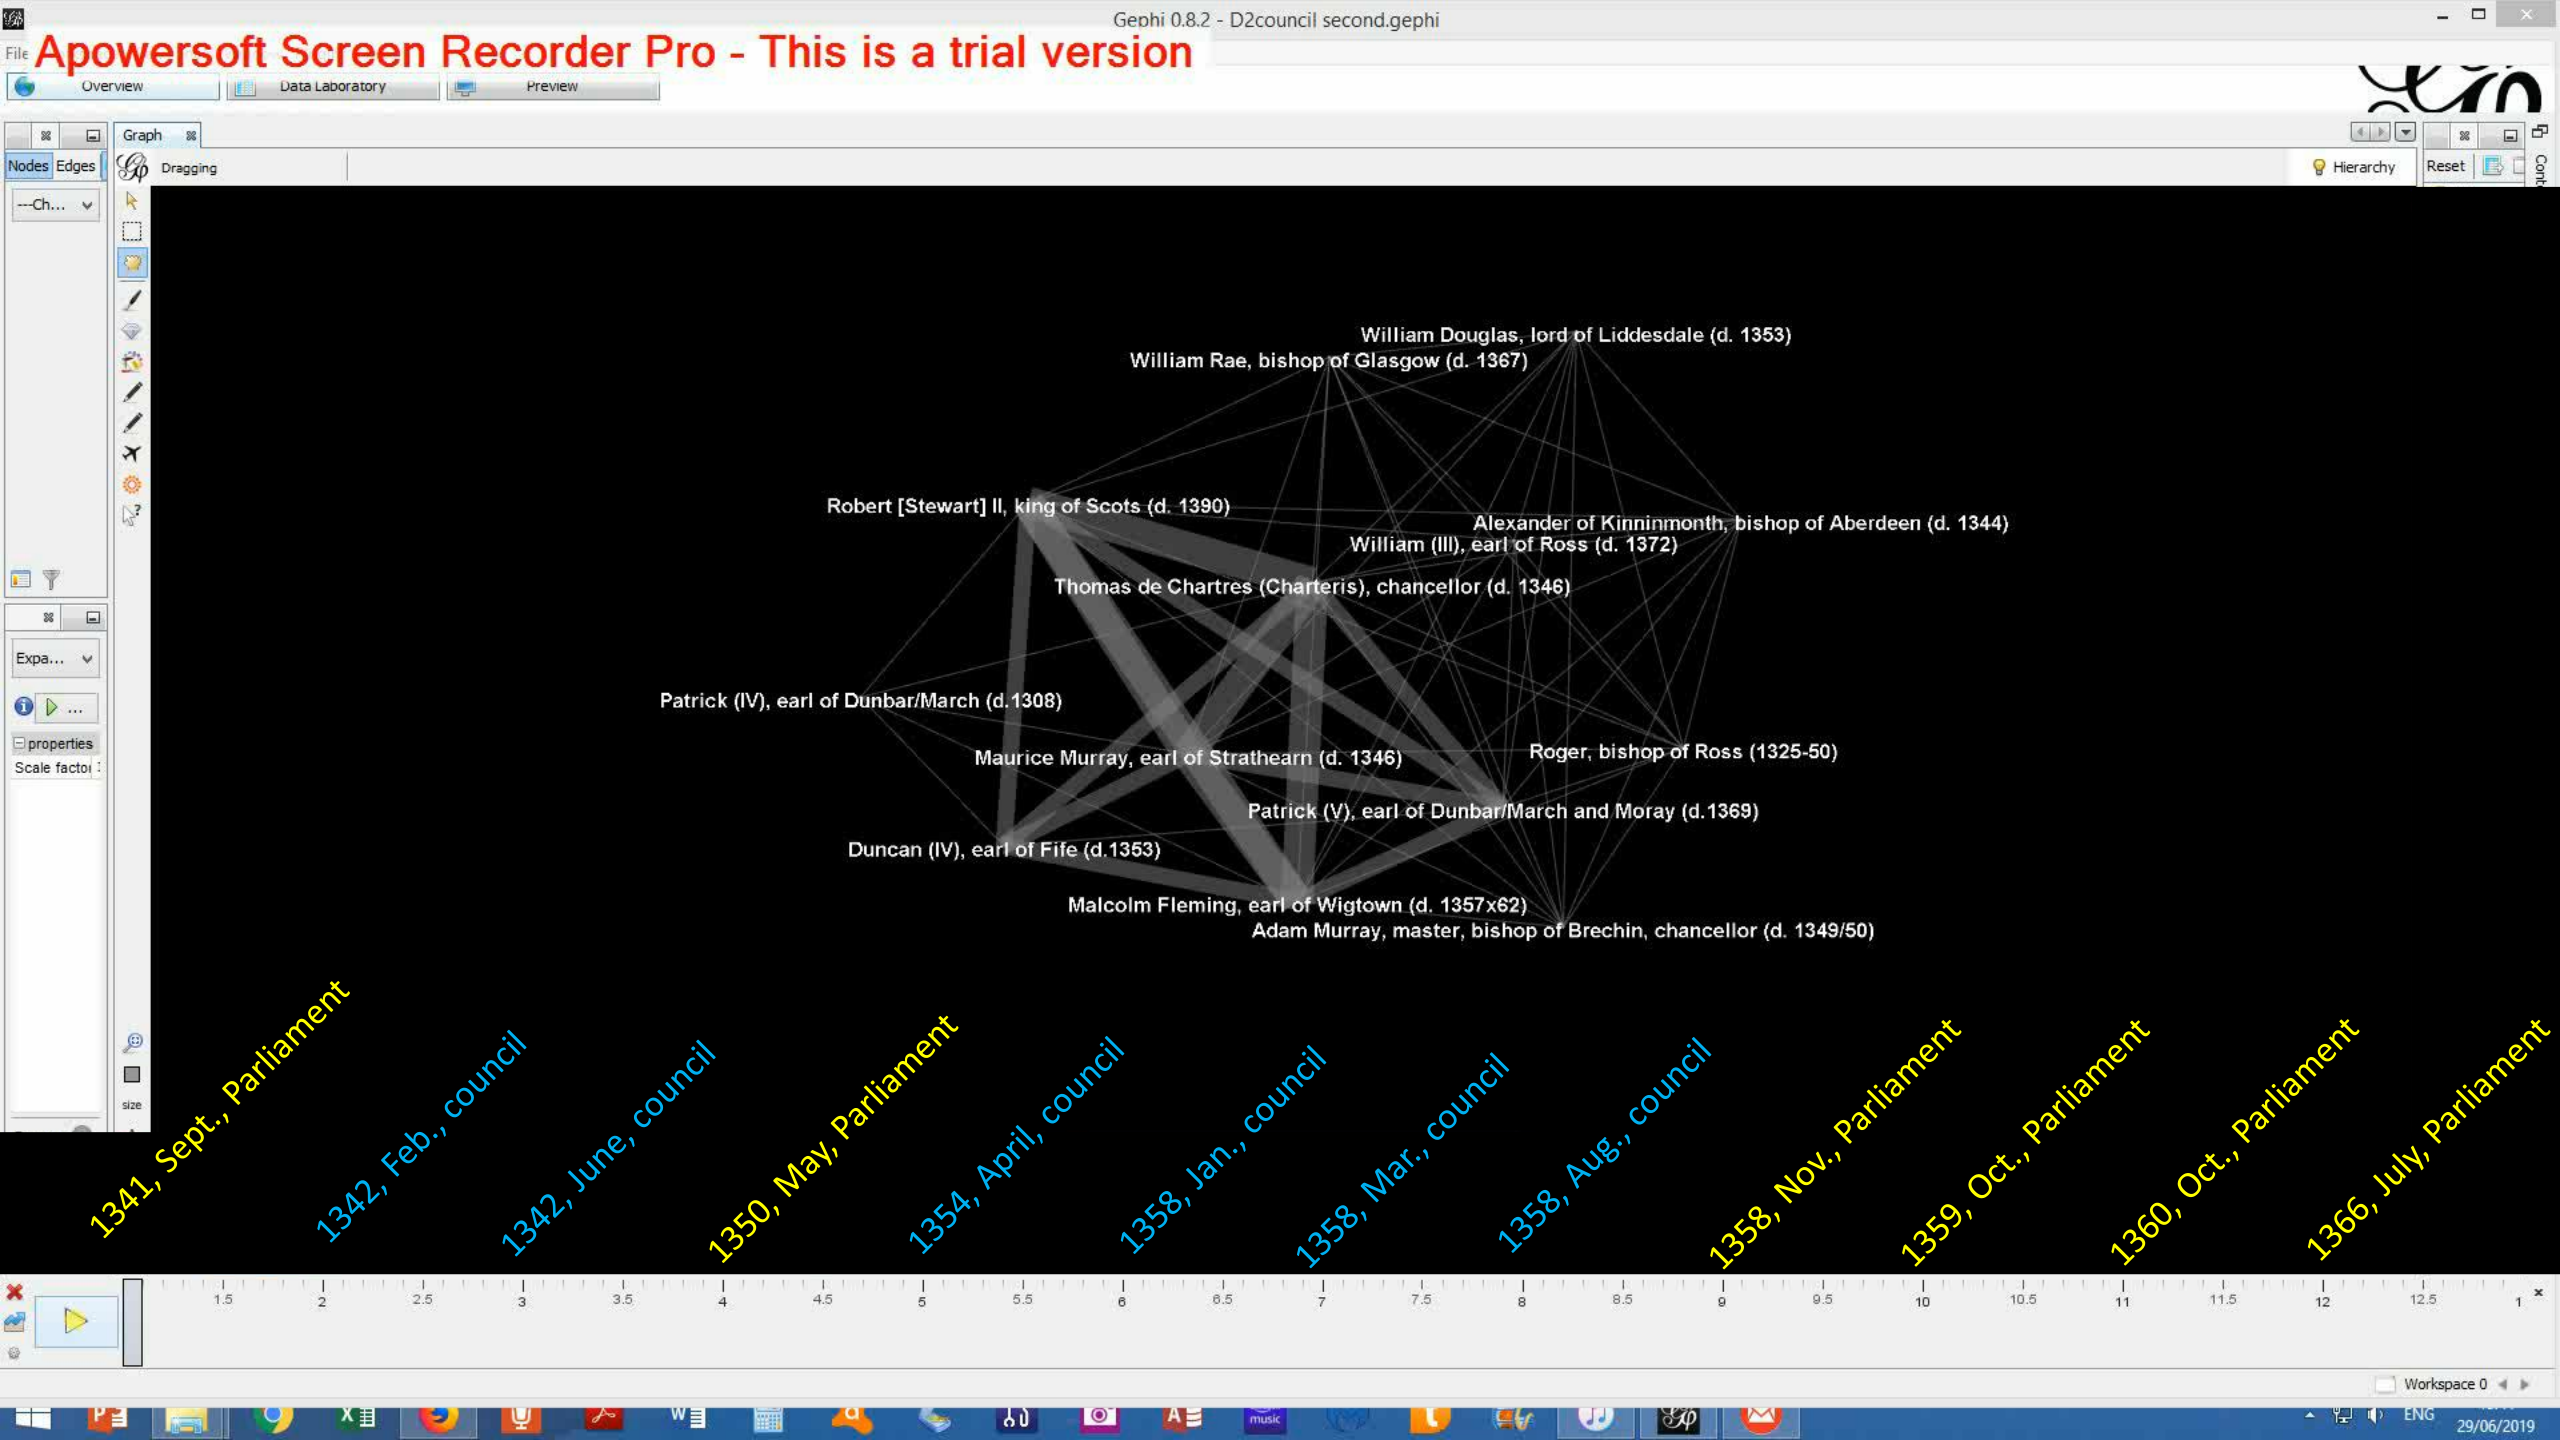 Gephi 0.8.2 - D2council second.gephi
File
Apowersoft Screen Recorder Pro - This is a trial version
Overview
Data Laboratory
Preview
Graph
Nodes Edges
Dragging
Hierarchy
Reset
Cont
---Ch...
William Douglas, lord of Liddesdale (d. 1353)
William Rae, bishop of Glasgow (d. 1367)
Robert [Stewart] II, king of Scots (d. 1390)
Alexander of Kinninmonth, bishop of Aberdeen (d. 1344)
William (III), earl of Ross (d. 1372)
Thomas de Chartres (Charteris), chancellor (d. 1346)
Expa...
Patrick (IV), earl of Dunbar/March (d.1308)
...
properties
Scale facto
Maurice Murray, earl of Strathearn (d. 1346)
Roger, bishop of Ross (1325-50)
Patrick (V), earl of Dunbar/March and Moray (d.1369)
Duncan (IV), earl of Fife (d.1353)
Malcolm Fleming, earl of Wigtown (d. 1357x62)
Adam Murray, master, bishop of Brechin, chancellor (d. 1349/50)
size
1341, Sept., Parliament
1342, Feb., council
1342, June, council
1350, May, Parliament
1354, April, council
1358, Jan., council
1358, Mar., council
1358, Aug., council
1358, Nov., Parliament
1359, Oct., Parliament
1360, Oct., Parliament
1366, July, Parliament
1.5 2 2.5 3 3.5 4 4.5 5 5.5 6 6.5 7 7.5 8 8.5 9 9.5 10 10.5 11 11.5 12 12.5 1
Workspace 0
music
ENG
29/06/2019